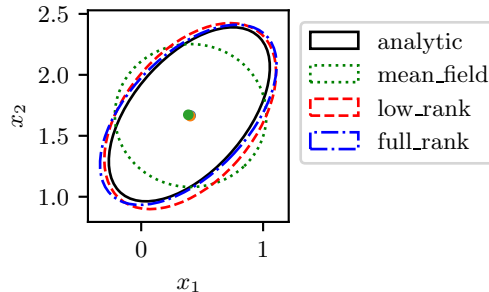 2.5
2.0
1.5
1.0
x2
0
1
x1
analytic
mean_field
low_rank
full_rank